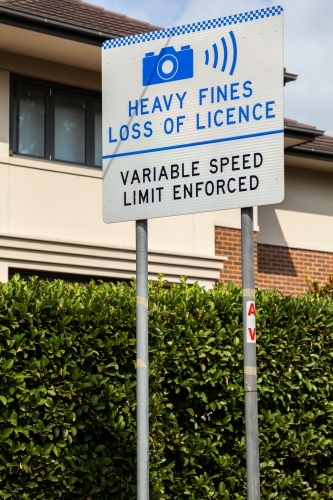 HEAVY FINES
LOSS OF LICENCE
VARIABLE SPEED
LIMIT ENFORCED
A
V